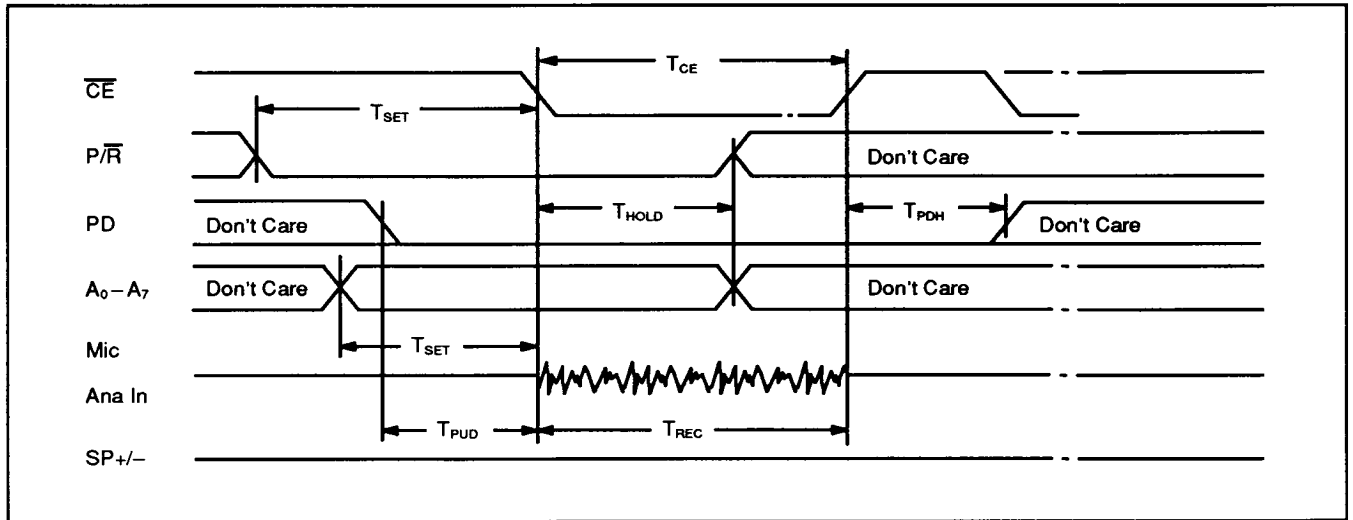 T_CE
C̅E̅
T_SET
P/R̅
Don't Care
PD
Don't Care
T_HOLD
T_PDH
Don't Care
A₀–A₇
Don't Care
Don't Care
Mic
T_SET
Ana In
T_PUD
T_REC
SP+/–